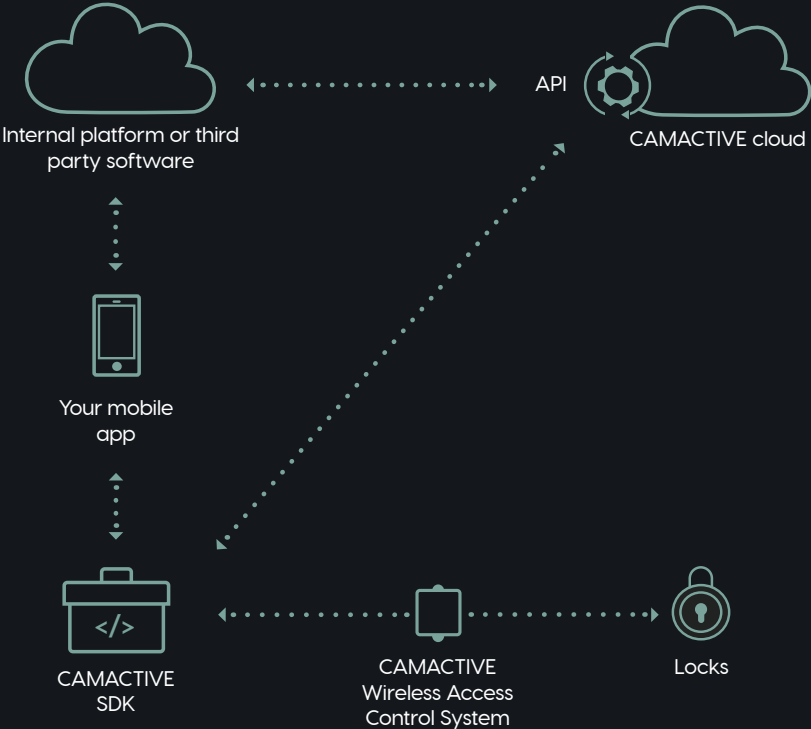 API
CAMACTIVE cloud
Internal platform or third
party software
Your mobile
app
</>
CAMACTIVE
SDK
CAMACTIVE
Wireless Access
Control System
Locks